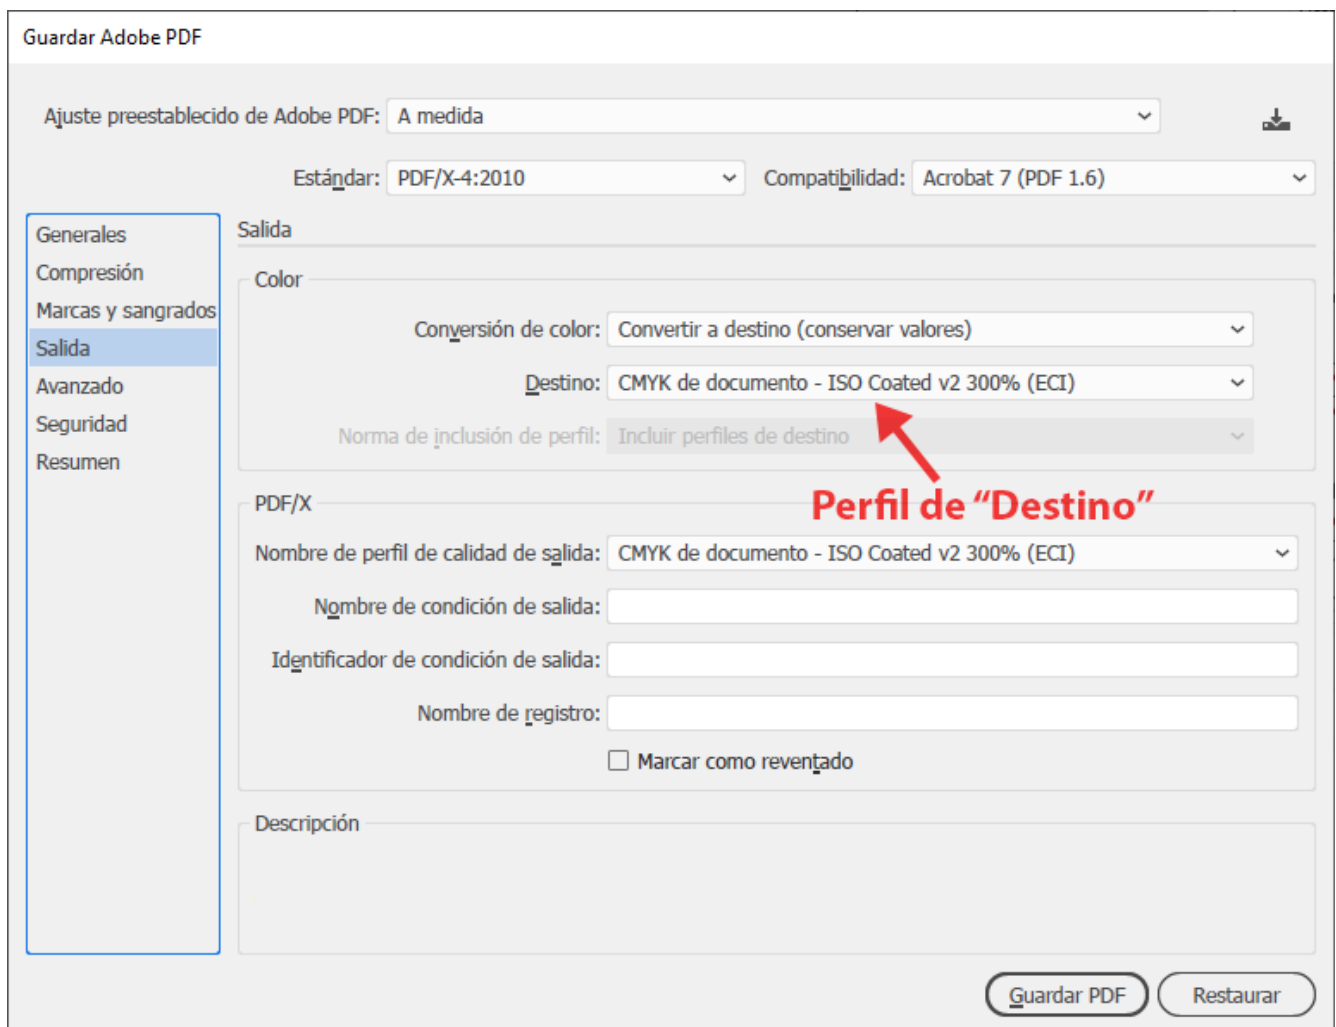 Guardar Adobe PDF
Ajuste preestablecido de Adobe PDF: A medida
Estándar: PDF/X-4:2010 Compatibilidad: Acrobat 7 (PDF 1.6)
Generales
Compresión
Marcas y sangrados
Salida
Avanzado
Seguridad
Resumen
Salida
Color
Conversión de color: Convertir a destino (conservar valores)
Destino: CMYK de documento - ISO Coated v2 300% (ECI)
Norma de inclusión de perfil: Incluir perfiles de destino
Perfil de “Destino”
PDF/X
Nombre de perfil de calidad de salida: CMYK de documento - ISO Coated v2 300% (ECI)
Nombre de condición de salida:
Identificador de condición de salida:
Nombre de registro:
Marcar como reventado
Descripción
Guardar PDF Restaurar